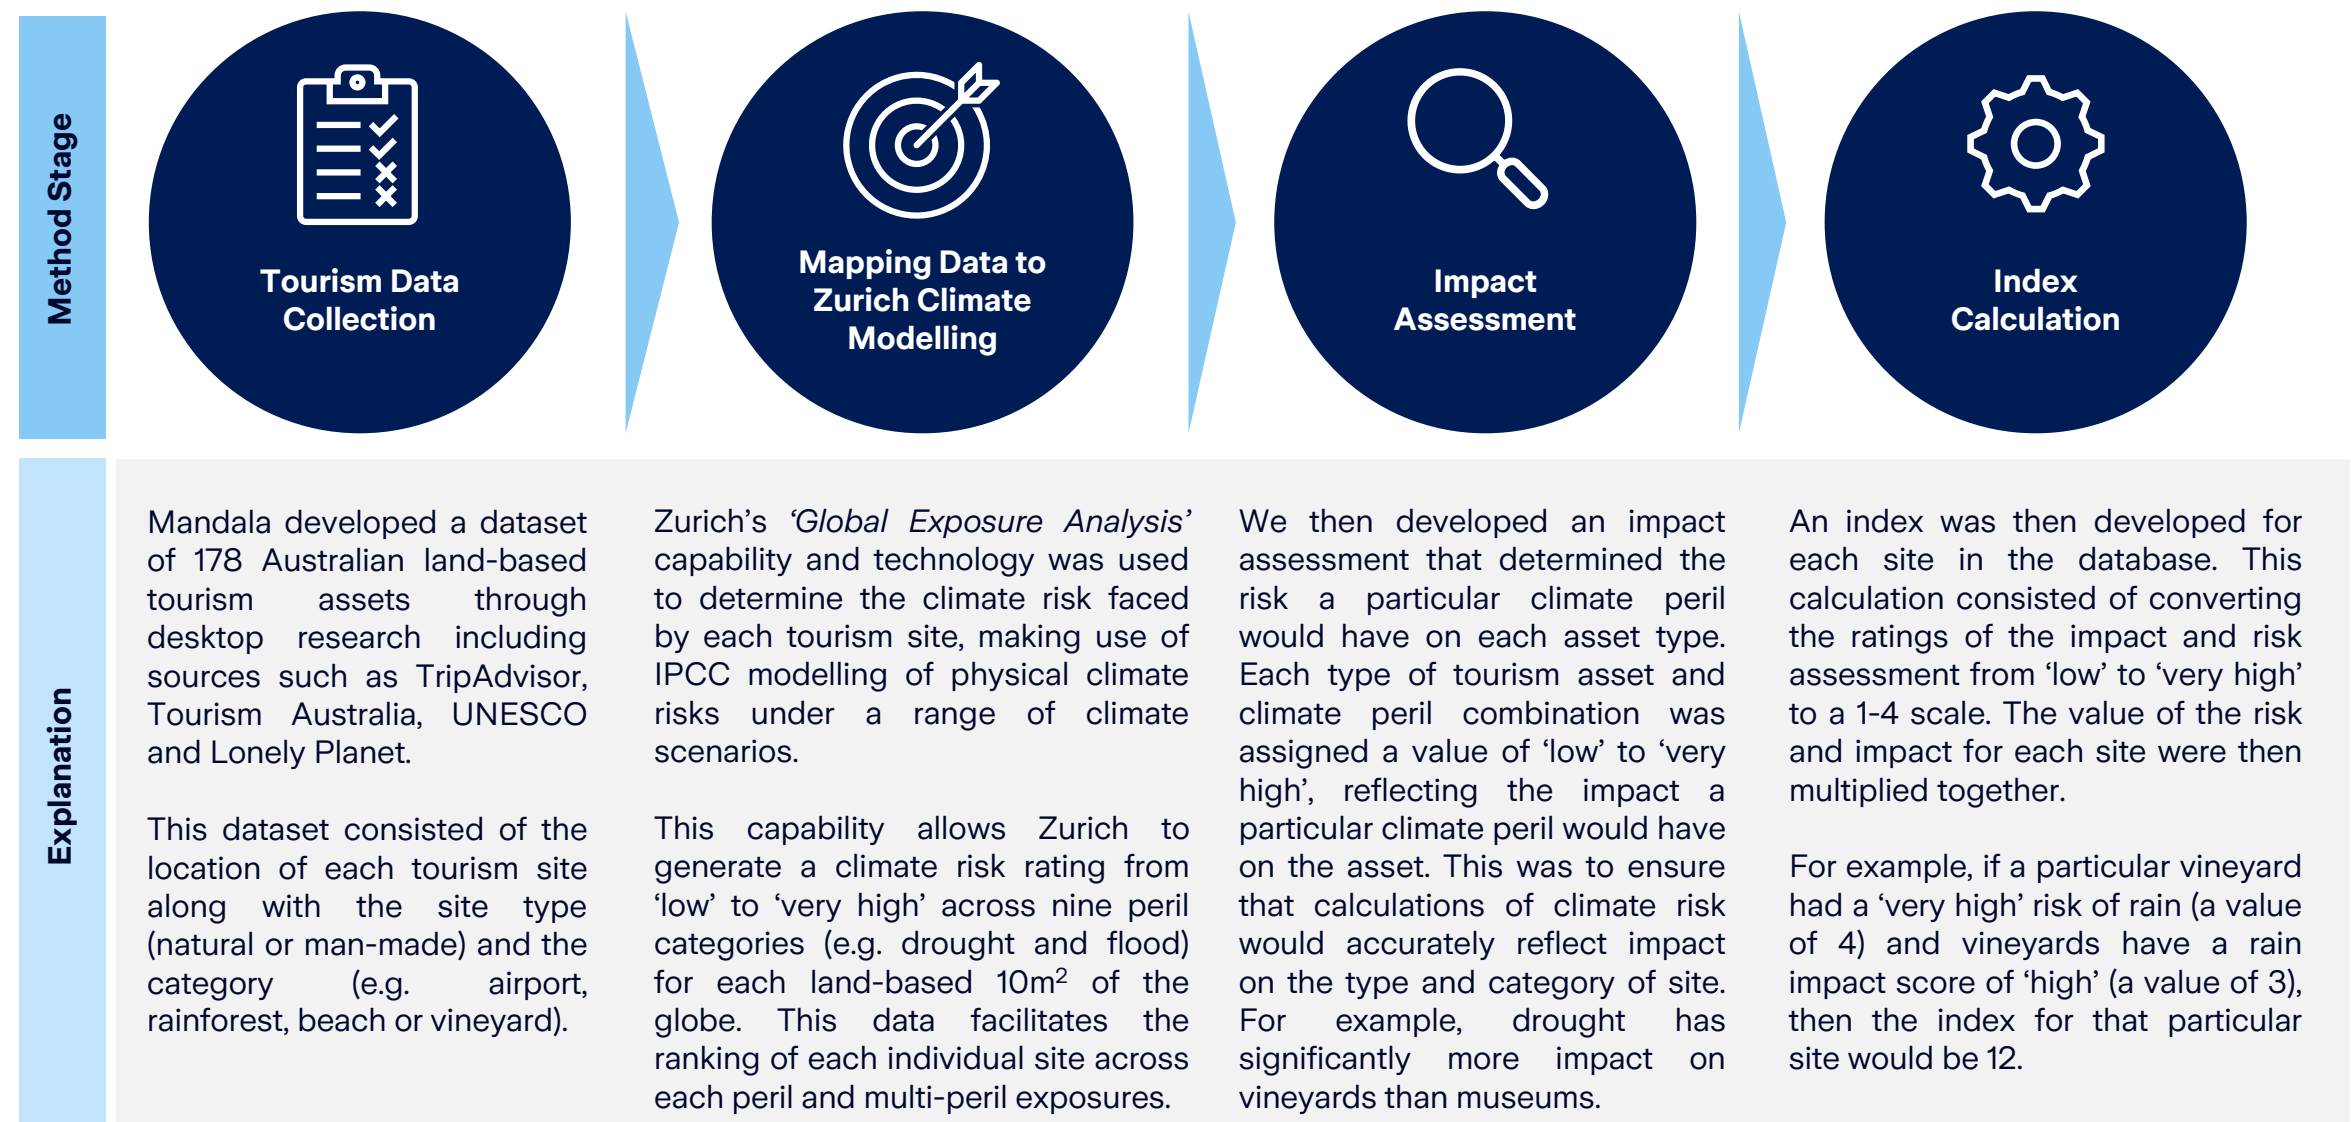 Method Stage
Tourism Data
Collection
Mapping Data to
Zurich Climate
Modelling
Impact
Assessment
Index
Calculation
Explanation
Mandala developed a dataset
of 178 Australian land-based
tourism assets through
desktop research including
sources such as TripAdvisor,
Tourism Australia, UNESCO
and Lonely Planet.
This dataset consisted of the
location of each tourism site
along with the site type
(natural or man-made) and the
category (e.g. airport,
rainforest, beach or vineyard).
Zurich's ‘Global Exposure Analysis’
capability and technology was used
to determine the climate risk faced
by each tourism site, making use of
IPCC modelling of physical climate
risks under a range of climate
scenarios.
This capability allows Zurich to
generate a climate risk rating from
‘low’ to ‘very high’ across nine peril
categories (e.g. drought and flood)
for each land-based 10m² of the
globe. This data facilitates the
ranking of each individual site across
each peril and multi-peril exposures.
We then developed an impact
assessment that determined the
risk a particular climate peril
would have on each asset type.
Each type of tourism asset and
climate peril combination was
assigned a value of ‘low’ to ‘very
high’, reflecting the impact a
particular climate peril would have
on the asset. This was to ensure
that calculations of climate risk
would accurately reflect impact
on the type and category of site.
For example, drought has
significantly more impact on
vineyards than museums.
An index was then developed for
each site in the database. This
calculation consisted of converting
the ratings of the impact and risk
assessment from ‘low’ to ‘very high’
to a 1-4 scale. The value of the risk
and impact for each site were then
multiplied together.
For example, if a particular vineyard
had a ‘very high’ risk of rain (a value
of 4) and vineyards have a rain
impact score of ‘high’ (a value of 3),
then the index for that particular
site would be 12.